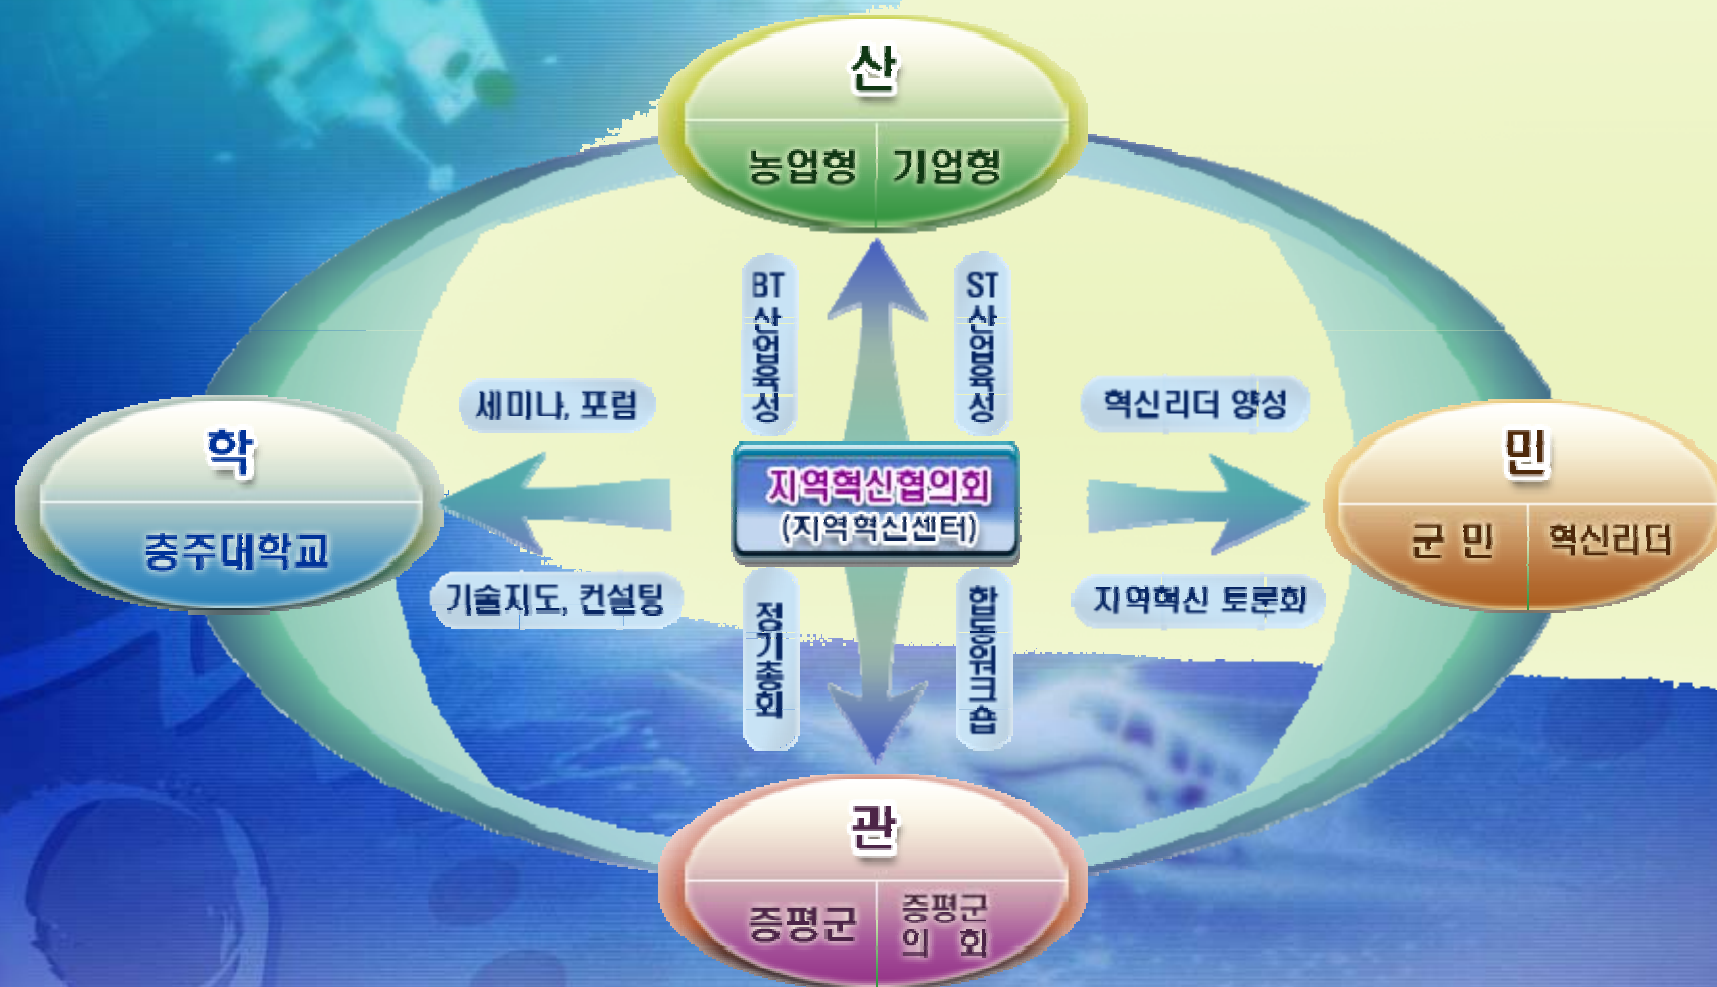 산
농업형 기업형
BT산업육성
ST산업육성
세미나, 포럼
혁신리더 양성
학
충주대학교
지역혁신협의회
(지역혁신센터)
민
군 민 혁신리더
기술지도, 컨설팅
지역혁신 토론회
정기총회
합동워크숍
관
증평군
증평군
의 회